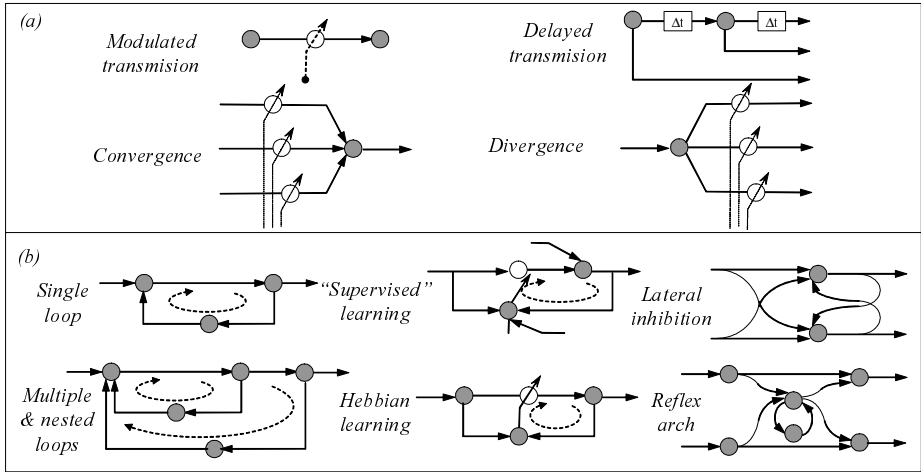 (a)
Modulated
transmision
Delayed
transmission
Δt
Δt
Convergence
Divergence
(b)
Single
loop
“Supervised”
learning
Lateral
inhibition
Multiple
& nested
loops
Hebbian
learning
Reflex
arch